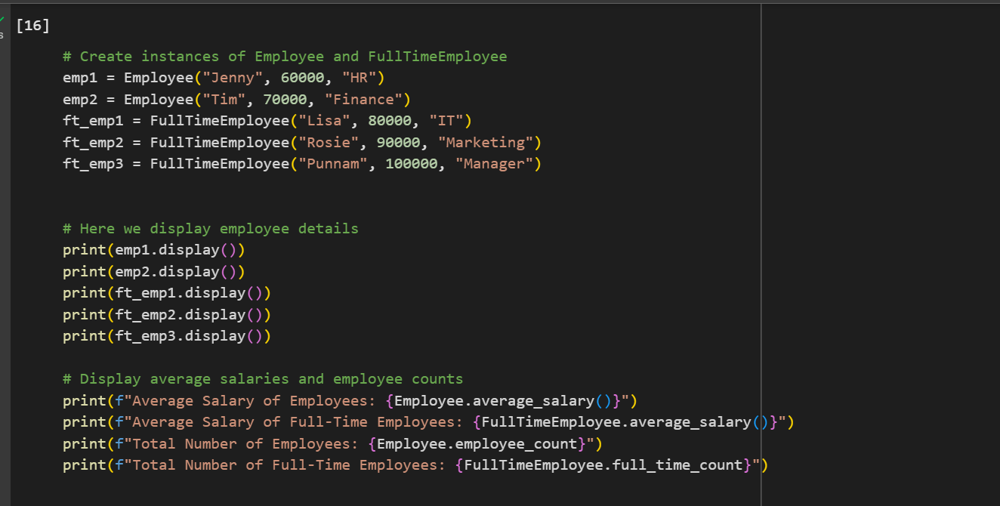 [16]
s
# Create instances of Employee and FullTimeEmployee
emp1 = Employee("Jenny", 60000, "HR")
emp2 = Employee("Tim", 70000, "Finance")
ft_emp1 = FullTimeEmployee("Lisa", 80000, "IT")
ft_emp2 = FullTimeEmployee("Rosie", 90000, "Marketing")
ft_emp3 = FullTimeEmployee("Punnam", 100000, "Manager")
# Here we display employee details
print(emp1.display())
print(emp2.display())
print(ft_emp1.display())
print(ft_emp2.display())
print(ft_emp3.display())
# Display average salaries and employee counts
print(f"Average Salary of Employees: {Employee.average_salary()}")
print(f"Average Salary of Full-Time Employees: {FullTimeEmployee.average_salary()}")
print(f"Total Number of Employees: {Employee.employee_count}")
print(f"Total Number of Full-Time Employees: {FullTimeEmployee.full_time_count}")